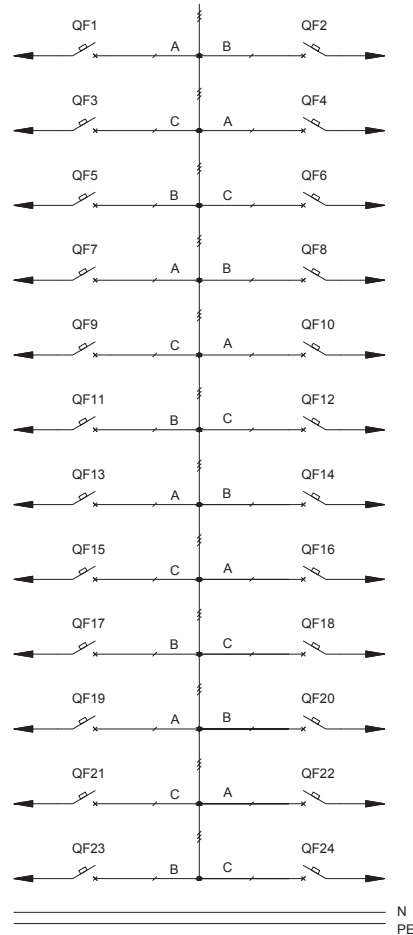 QF1 A B QF2
QF3 C A QF4
QF5 B C QF6
QF7 A B QF8
QF9 C A QF10
QF11 B C QF12
QF13 A B QF14
QF15 C A QF16
QF17 B C QF18
QF19 A B QF20
QF21 C A QF22
QF23 B C QF24
N
PE